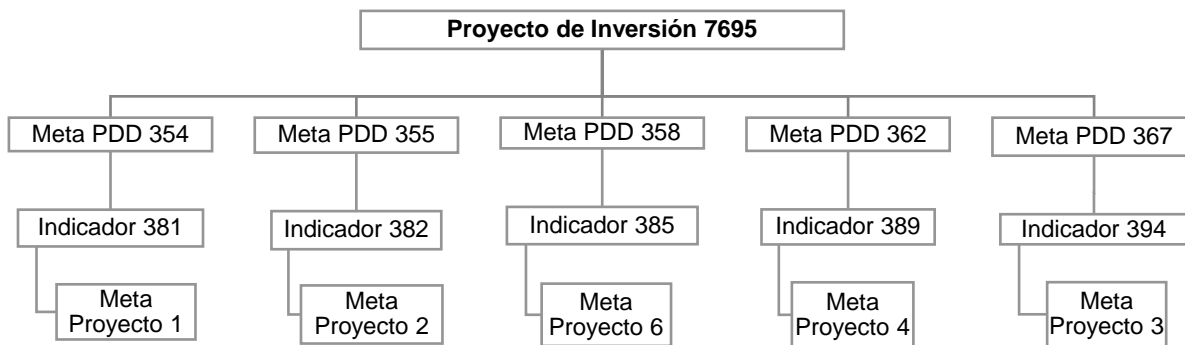 Proyecto de Inversión 7695
Meta PDD 354
Meta PDD 355
Meta PDD 358
Meta PDD 362
Meta PDD 367
Indicador 381
Indicador 382
Indicador 385
Indicador 389
Indicador 394
Meta
Proyecto 1
Meta
Proyecto 2
Meta
Proyecto 6
Meta
Proyecto 4
Meta
Proyecto 3